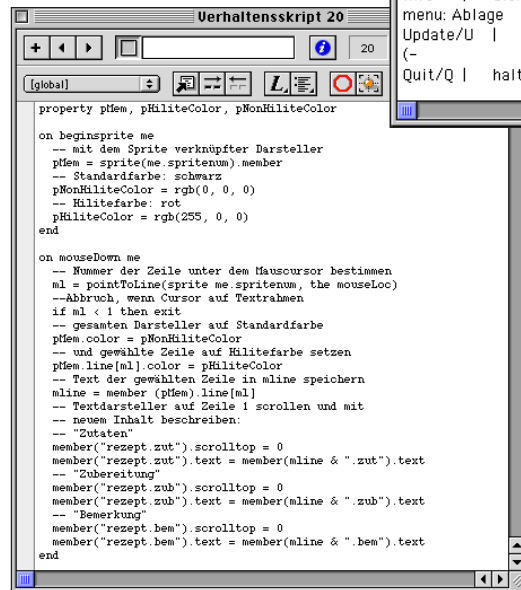 Verhaltensskript 20
menu: Ablage
Update/U |
(-
Quit/Q | halt
20
[global]
property pMem, pHiliteColor, pNonHiliteColor
on beginsprite me
-- mit dem Sprite verknüpfter Darsteller
pMem = sprite(me.spritenum).member
-- Standardfarbe: schwarz
pNonHiliteColor = rgb(0, 0, 0)
-- Hilitefarbe: rot
pHiliteColor = rgb(255, 0, 0)
end
on mouseDown me
-- Nummer der Zeile unter dem Mauscursor bestimmen
ml = pointToLine(sprite me.spritenum, the mouseLoc)
--Abbruch, wenn Cursor auf Textrahmen
if ml < 1 then exit
-- gesamten Darsteller auf Standardfarbe
pMem.color = pNonHiliteColor
-- und gewählte Zeile auf Hilitefarbe setzen
pMem.line[ml].color = pHiliteColor
-- Text der gewählten Zeile in mline speichern
mline = member (pMem).line[ml]
-- Textdarsteller auf Zeile 1 scrollen und mit
-- neuem Inhalt beschreiben:
-- "Zutaten"
member("rezept.zut").scrolltop = 0
member("rezept.zut").text = member(mline & ".zut").text
-- "Zubereitung"
member("rezept.zub").scrolltop = 0
member("rezept.zub").text = member(mline & ".zub").text
-- "Bemerkung"
member("rezept.bem").scrolltop = 0
member("rezept.bem").text = member(mline & ".bem").text
end